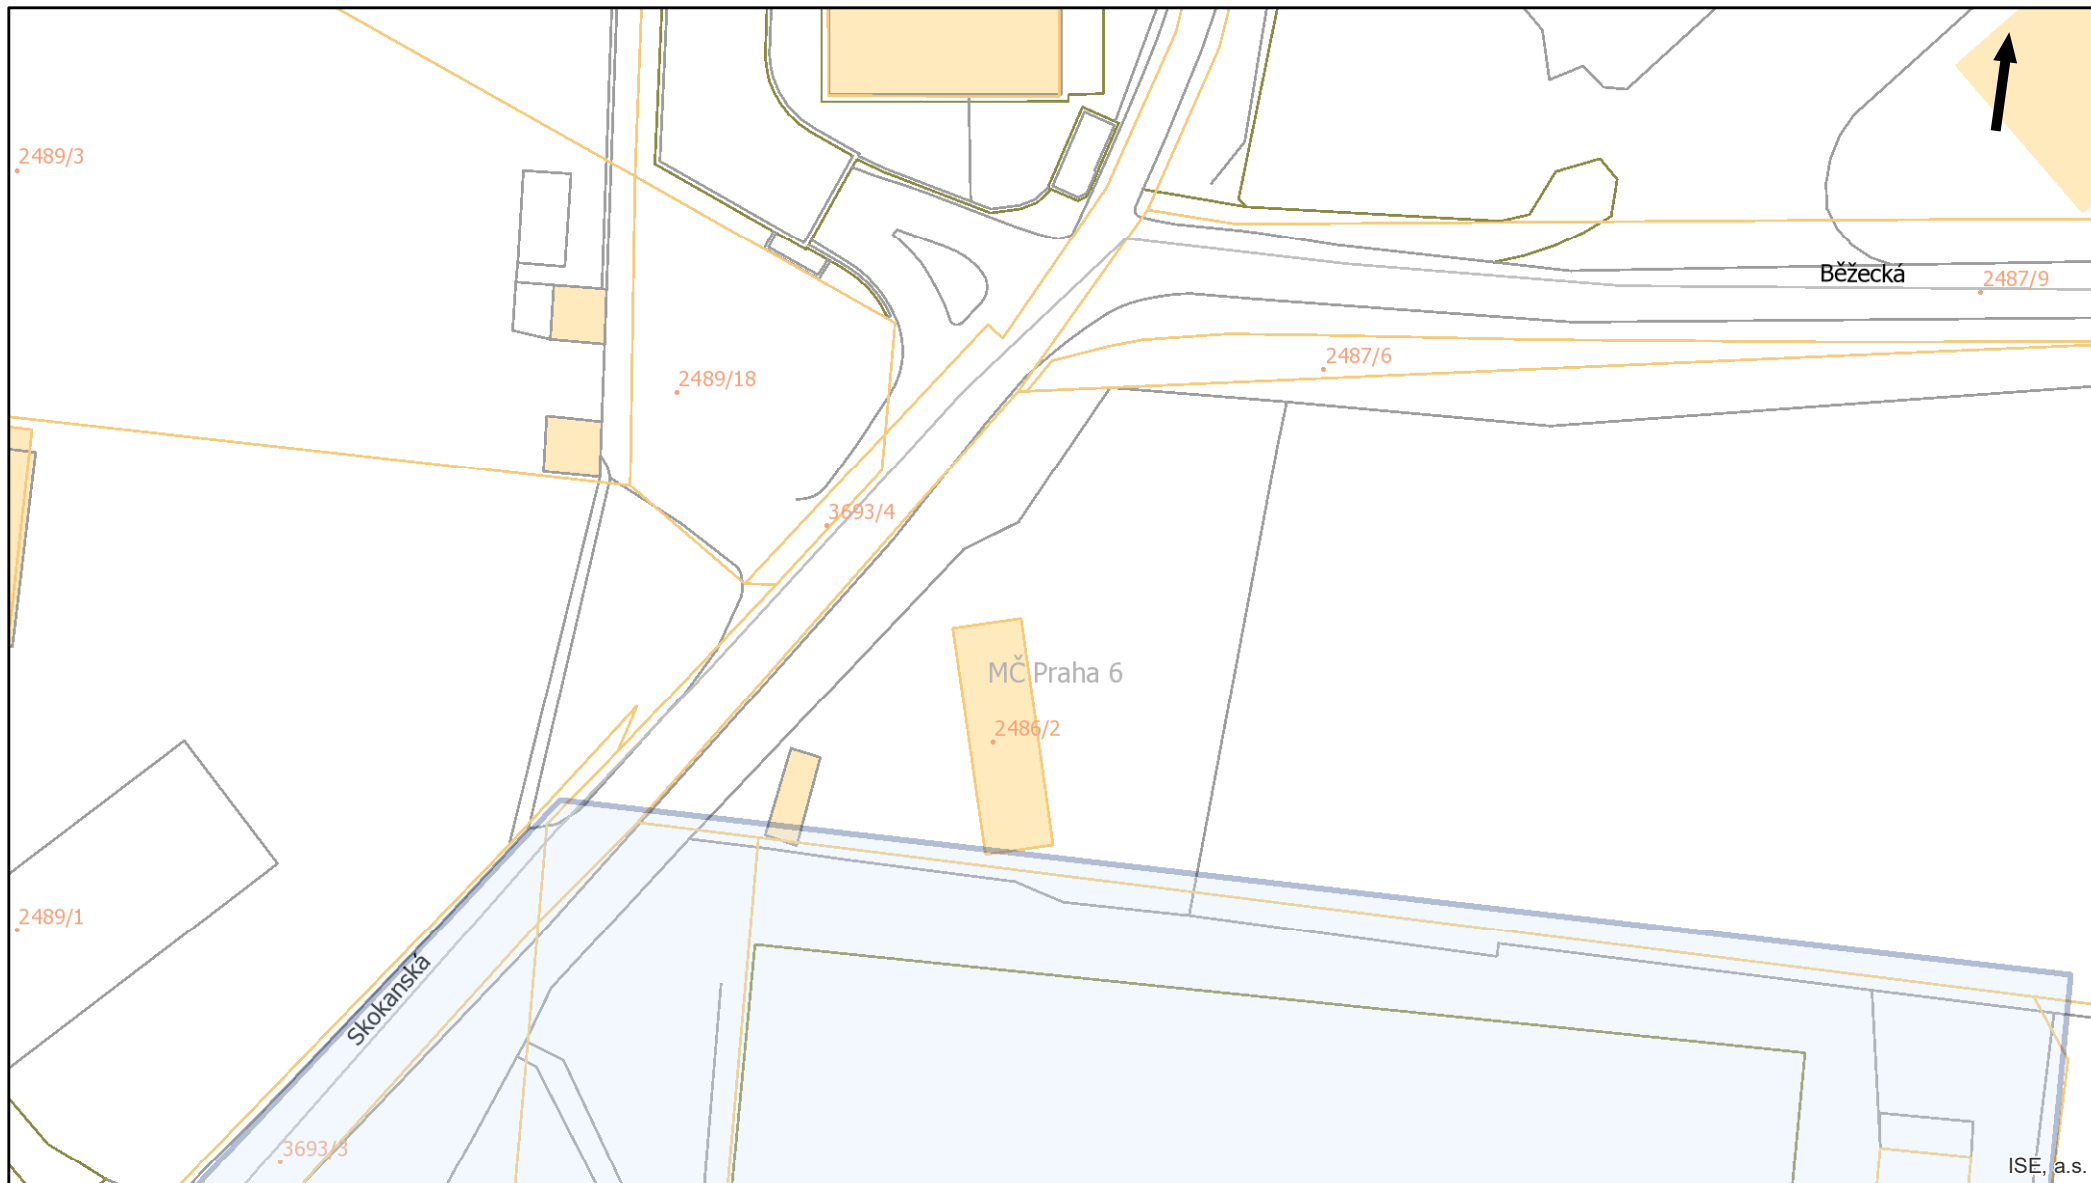 2489/3
Běžecká
2487/9
2487/6
2489/18
3693/4
MČ Praha 6
2486/2
2489/1
Skokanská
3693/3
ISE, a.s.